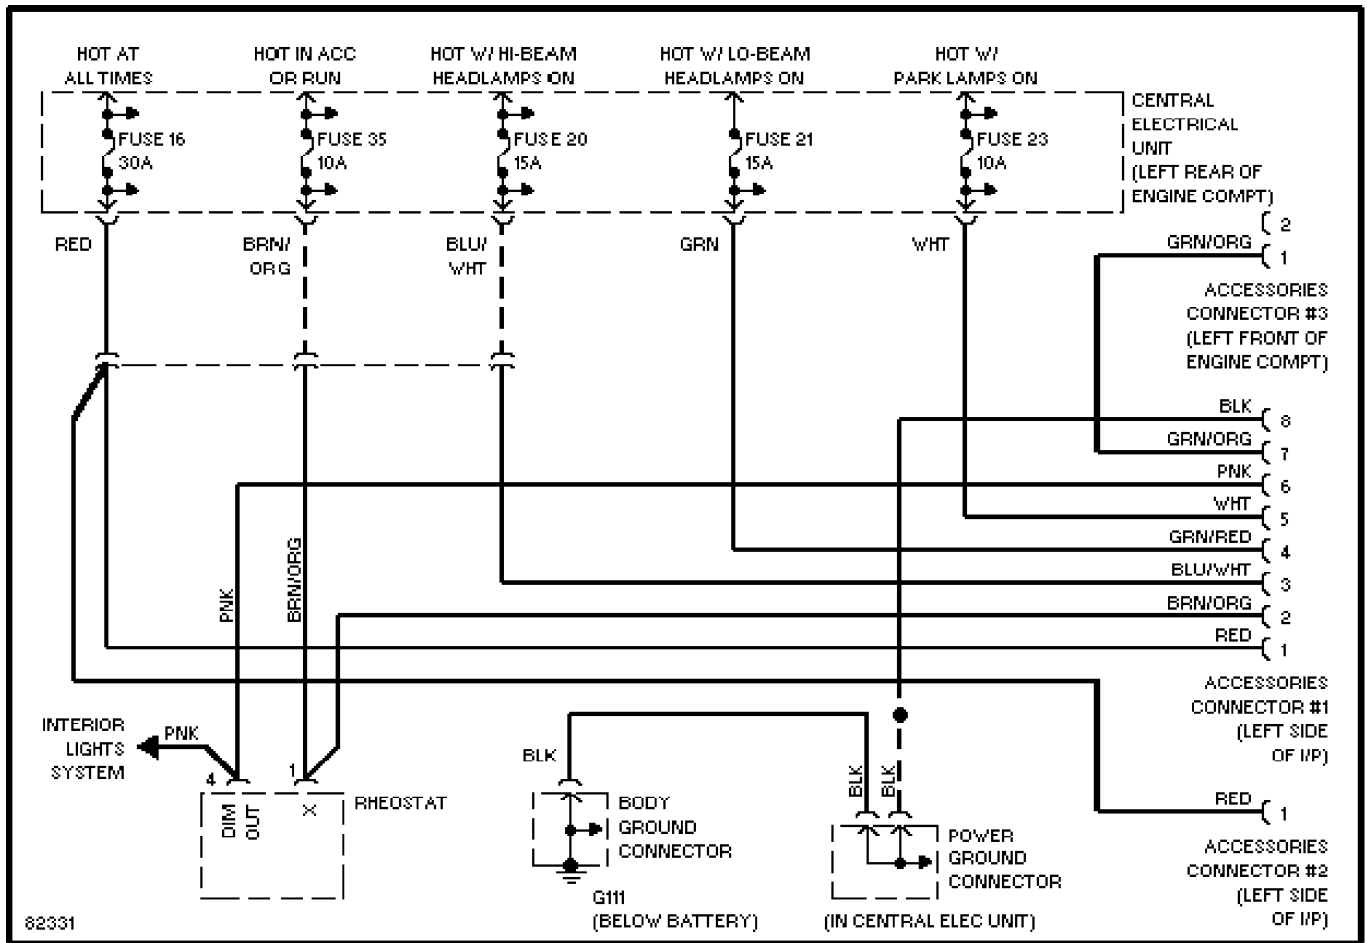 HOT AT
ALL TIMES
HOT IN ACC
OR RUN
HOT W/ HI-BEAM
HEADLAMPS ON
HOT W/ LO-BEAM
HEADLAMPS ON
HOT W/
PARK LAMPS ON
FUSE 16
30A
FUSE 35
10A
FUSE 20
15A
FUSE 21
15A
FUSE 23
10A
CENTRAL
ELECTRICAL
UNIT
(LEFT REAR OF
ENGINE COMPT)
RED
BRN/
ORG
BLU/
WHT
GRN
WHT
2
GRN/ORG 1
ACCESSORIES
CONNECTOR #3
(LEFT FRONT OF
ENGINE COMPT)
BLK 8
GRN/ORG 7
PNK 6
WHT 5
GRN/RED 4
BLU/WHT 3
BRN/ORG 2
RED 1
ACCESSORIES
CONNECTOR #1
(LEFT SIDE
OF I/P)
PNK
BRN/ORG
INTERIOR
LIGHTS
SYSTEM
PNK
4
1
DIM
OUT
X
RHEOSTAT
BLK
BODY
GROUND
CONNECTOR
G111
(BELOW BATTERY)
BLK
BLK
POWER
GROUND
CONNECTOR
(IN CENTRAL ELEC UNIT)
RED 1
ACCESSORIES
CONNECTOR #2
(LEFT SIDE
OF I/P)
82331